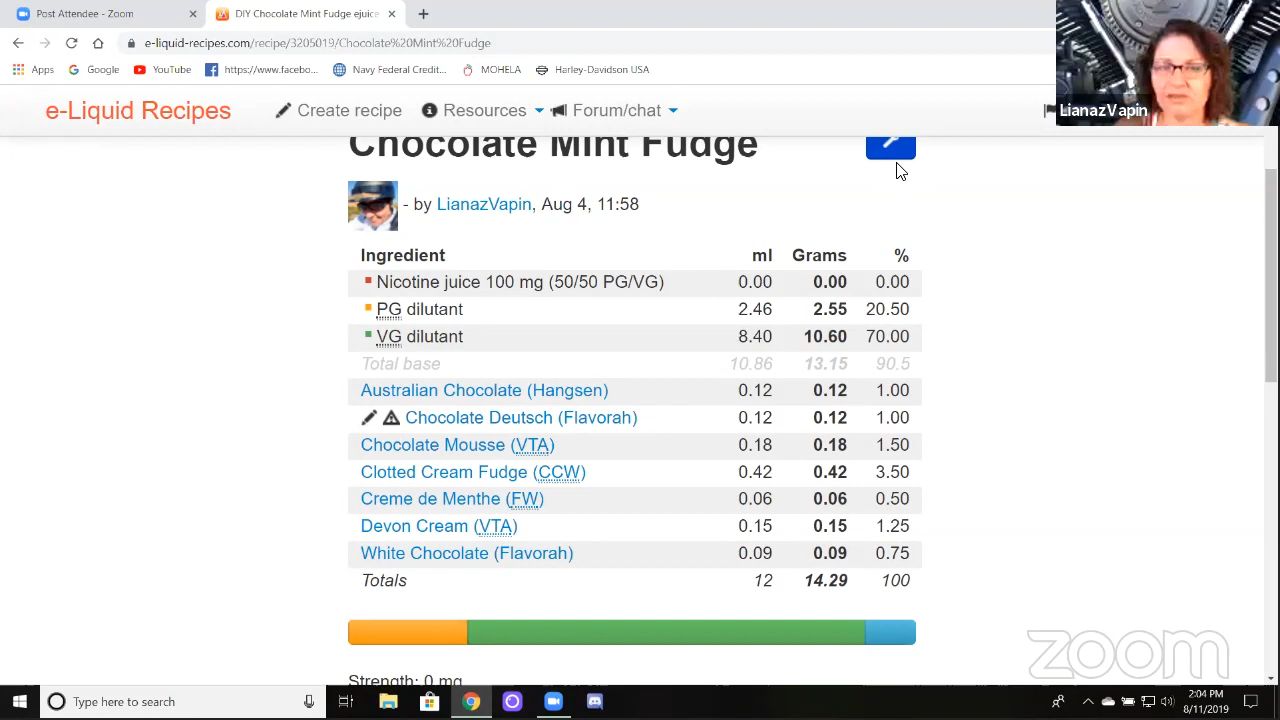 Post Attendee - Zoom
DIY Chocolate Mint Fudge ejuice
e-liquid-recipes.com/recipe/3205019/Chocolate%20Mint%20Fudge
Apps Google YouTube https://www.facebo... Navy Federal Credit... MOHELA Harley-Davidson USA
e-Liquid Recipes Create recipe Resources Forum/chat
LianazVapin
Chocolate Mint Fudge
- by LianazVapin, Aug 4, 11:58
Ingredient ml Grams %
Nicotine juice 100 mg (50/50 PG/VG) 0.00 0.00 0.00
PG dilutant 2.46 2.55 20.50
VG dilutant 8.40 10.60 70.00
Total base 10.86 13.15 90.5
Australian Chocolate (Hangsen) 0.12 0.12 1.00
Chocolate Deutsch (Flavorah) 0.12 0.12 1.00
Chocolate Mousse (VTA) 0.18 0.18 1.50
Clotted Cream Fudge (CCW) 0.42 0.42 3.50
Creme de Menthe (FW) 0.06 0.06 0.50
Devon Cream (VTA) 0.15 0.15 1.25
White Chocolate (Flavorah) 0.09 0.09 0.75
Totals 12 14.29 100
Strength: 0 mg
zoom
Type here to search
2:04 PM
8/11/2019